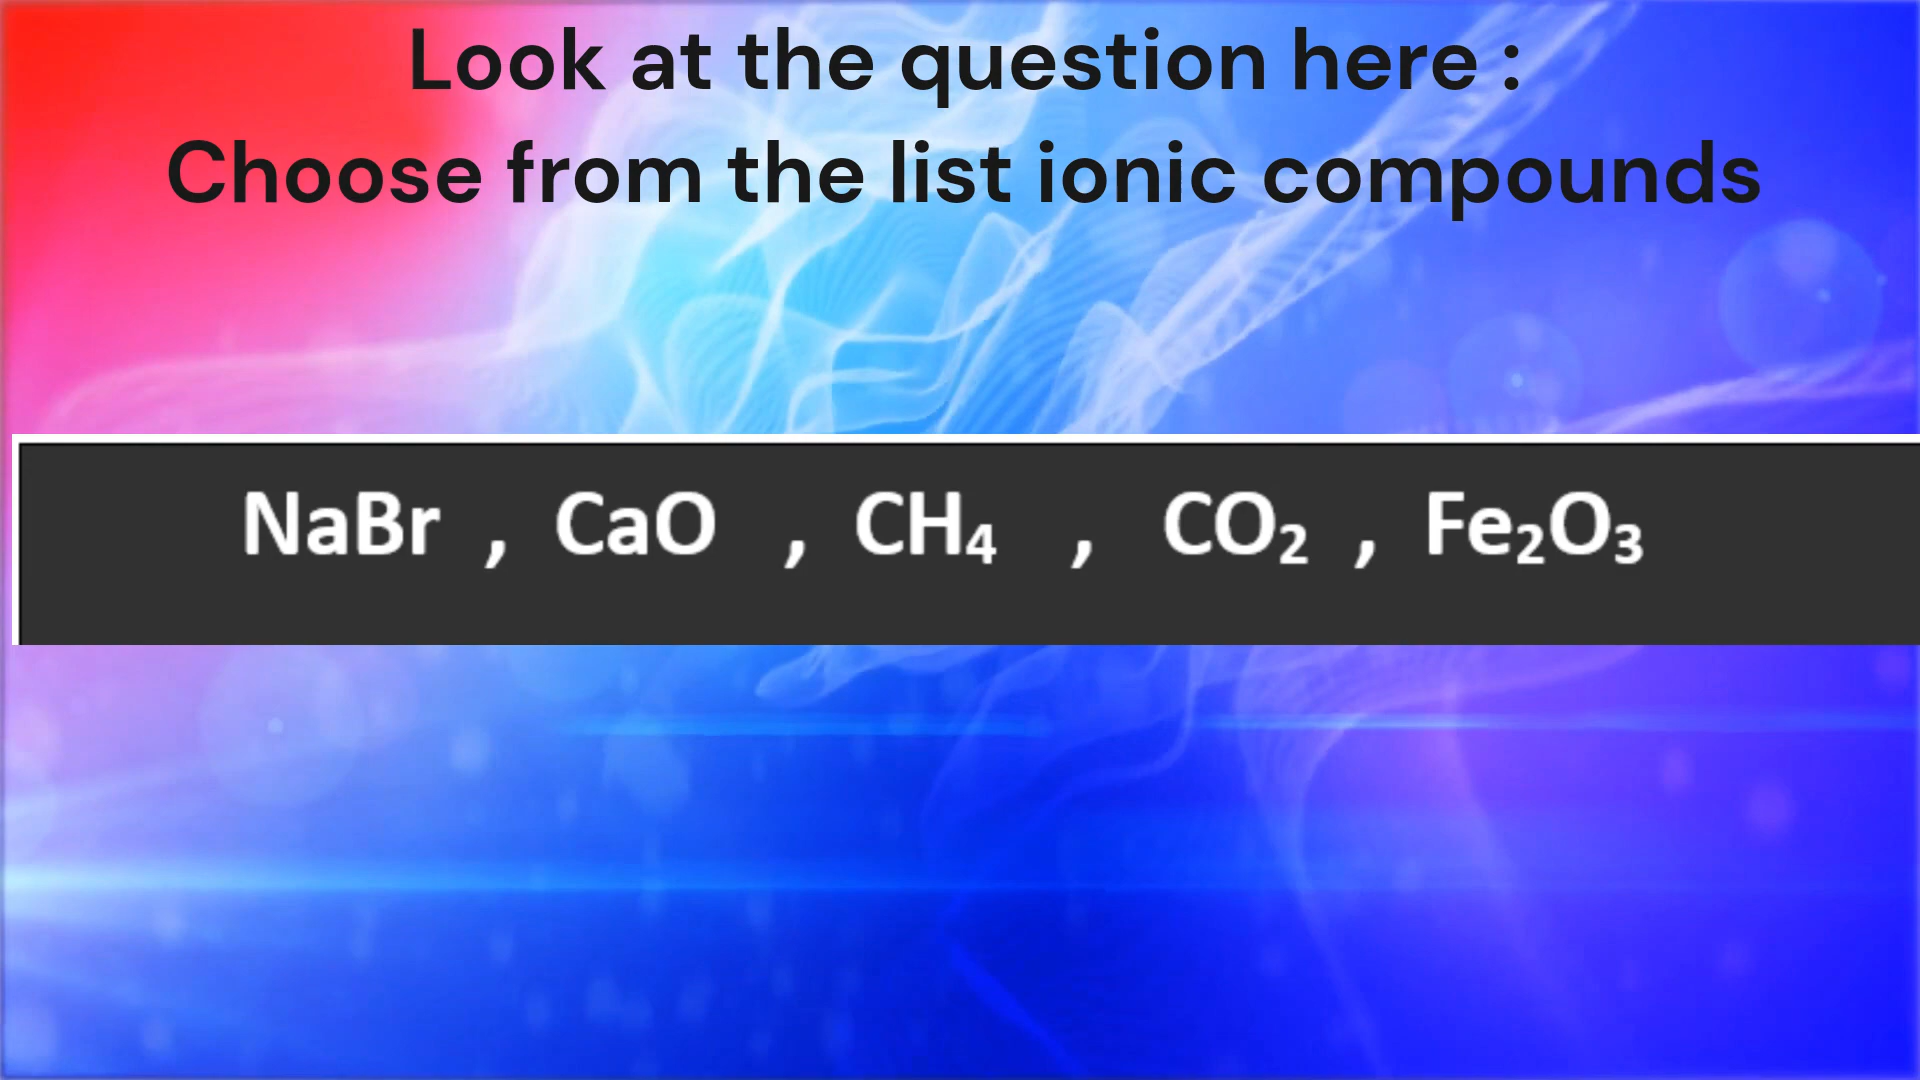 Look at the question here :
Choose from the list ionic compounds
NaBr , CaO , CH₄ , CO₂ , Fe₂O₃